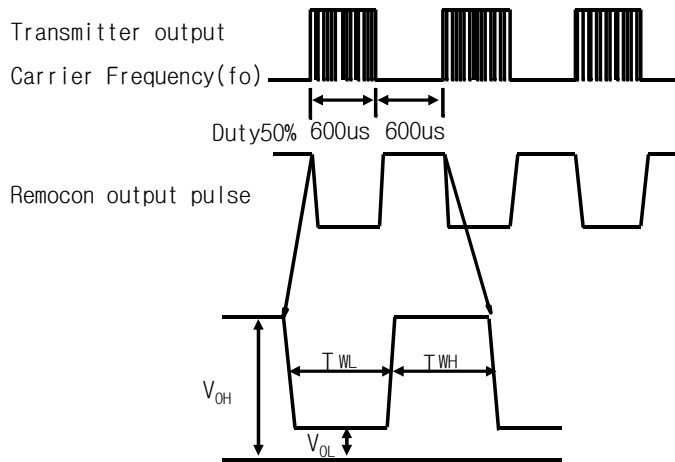 Transmitter output
Carrier Frequency(fo)
Duty50% 600us 600us
Remocon output pulse
TWL TWH
VOH
VOL